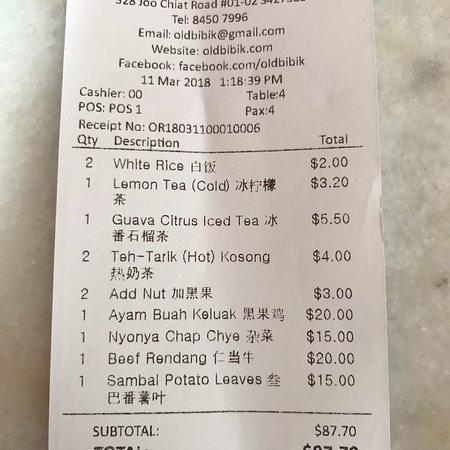 328 Joo Chiat Road #01-02
Tel: 8450 7996
Email: oldbibik@gmail.com
Website: oldbibik.com
Facebook: facebook.com/oldbibik
11 Mar 2018 1:18:39 PM
Cashier: 00 Table:4
POS: POS 1 Pax:4
Receipt No: OR18031100010006
Qty Description Total
2 White Rice 白饭 $2.00
1 Lemon Tea (Cold) 冰柠檬 $3.20
茶
1 Guava Citrus Iced Tea 冰 $5.50
番石榴茶
2 Teh-Tarik (Hot) Kosong $4.00
热奶茶
2 Add Nut 加黑果 $3.00
1 Ayam Buah Keluak 黑果鸡 $20.00
1 Nyonya Chap Chye 杂菜 $15.00
1 Beef Rendang 仁当牛 $20.00
1 Sambal Potato Leaves 叁 $15.00
巴番薯叶
SUBTOTAL: $87.70